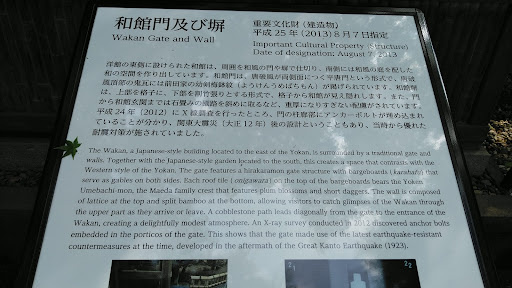 和館門及び塀
Wakan Gate and Wall
重要文化財（建造物）
平成25年（2013）8月7日指定
Important Cultural Property (Structure)
Date of designation: August 7, 2013
洋館の東側に設けられた和館は、周囲を和風の門や塀で仕切り、南側には和風の庭を配した
和の空間を作り出しています。和館門は、唐破風が両側面につく平唐門という形式で、
には前田家の幼剣梅鉢紋（ようけんうめばちもん）が掲げられています。和館塀
は、上部を格子に、下部を割竹張りとする形式で、格子から和館が見え隠れします。また、門
から和館玄関までは石畳みの園路を斜めに取るなど、重厚になりすぎない配慮がされています。
平成24年（2012）にX線調査を行ったところ、門の柱脚部にアンカーボルトが埋め込ま
れていることが分かり、関東大震災（大正12年）後の設計ということもあり、当時から優れた
耐震対策が施されていました。
The Wakan, a Japanese-style building located to the east of the Yokan, is surrounded by a traditional gate and
walls. Together with the Japanese-style garden located to the south, this creates a space that contrasts with the
Western style of the Yokan. The gate features a hirakaramon gate structure with bargeboards (karahafu) that
serve as gables on both sides. Each roof tile (onigawara) on the top of the bargeboards bears the Yoken
Umebachi-mon, the Maeda family crest that features plum blossoms and short daggers. The wall is composed
of lattice at the top and split bamboo at the bottom, allowing visitors to catch glimpses of the Wakan through
the upper part as they arrive or leave. A cobblestone path leads diagonally from the gate to the entrance of the
Wakan, creating a delightfully modest atmosphere. An X-ray survey conducted in 2012 discovered anchor bolts
embedded in the porticos of the gate. This shows that the gate made use of the latest earthquake-resistant
countermeasures at the time, developed in the aftermath of the Great Kanto Earthquake (1923).